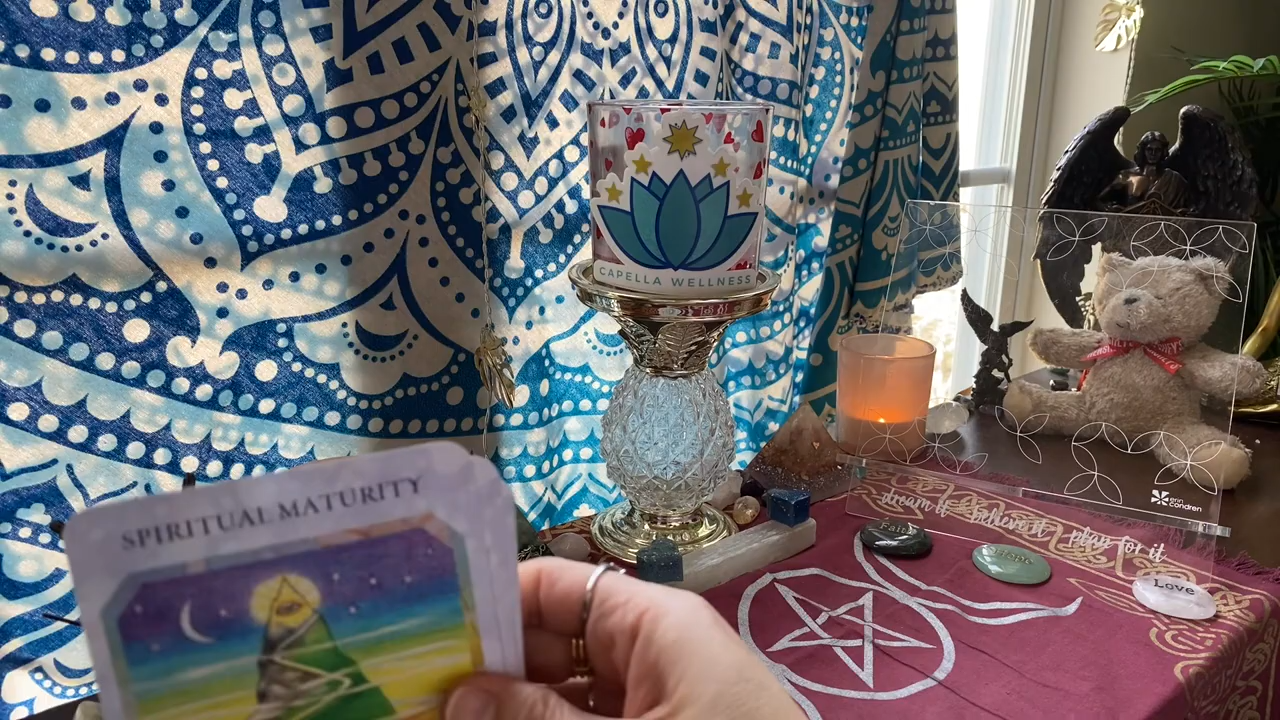 CAPELLA WELLNESS
SPIRITUAL MATURITY
erin
condren
dream it believe it plan for it
Faith
Hope
Love